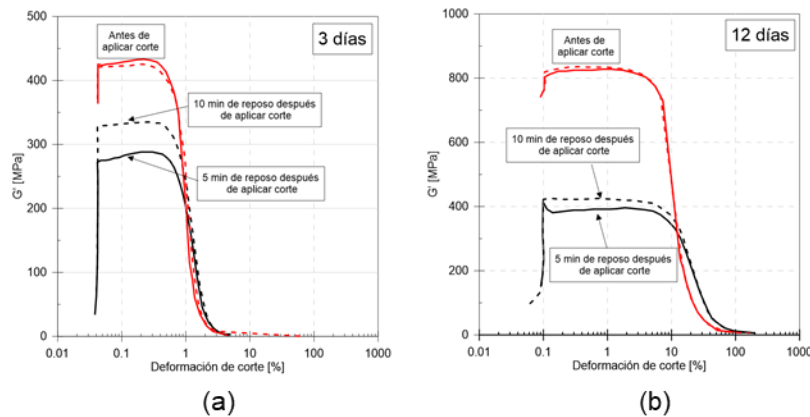 3 días
Antes de
aplicar corte
10 min de reposo después
de aplicar corte
5 min de reposo después
de aplicar corte
G' [MPa]
500
400
300
200
100
0
0.01
0.1
1
10
100
1000
Deformación de corte [%]
(a)
12 días
Antes de
aplicar corte
10 min de reposo después
de aplicar corte
5 min de reposo después
de aplicar corte
G' [MPa]
1000
800
600
400
200
0
0.01
0.1
1
10
100
1000
Deformación de corte [%]
(b)